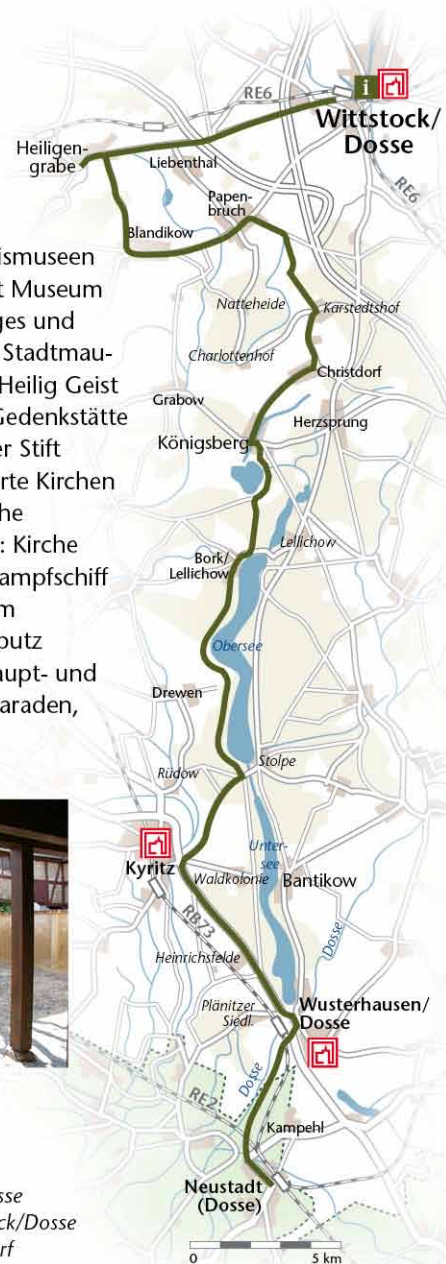 RE6
i
Wittstock/
Dosse
Heiligen-
grabe
Liebenthal
RE6
Papen-
bruch
Blandikow
ismuseen
t Museum
ges und
Stadtmau-
Heilig Geist
Gedenkstätte
er Stift
rte Kirchen
he
: Kirche
ampfschiff
m
putz
aupt- und
araden,
Natteheide
Karstedtshof
Charlottenhof
Christdorf
Grabow
Herzsprung
Königsberg
Lellichow
Bork/
Lellichow
Obersee
Drewen
Stolpe
Rüdow
Kyritz
Unter-
see
Waldkolonie
Bantikow
RB73
Dosse
Heinrichsfelde
Plänitzer
Siedl.
Wusterhausen/
Dosse
Dosse
RE2
Kampehl
Neustadt
(Dosse)
sse
ck/Dosse
rf
0 5 km